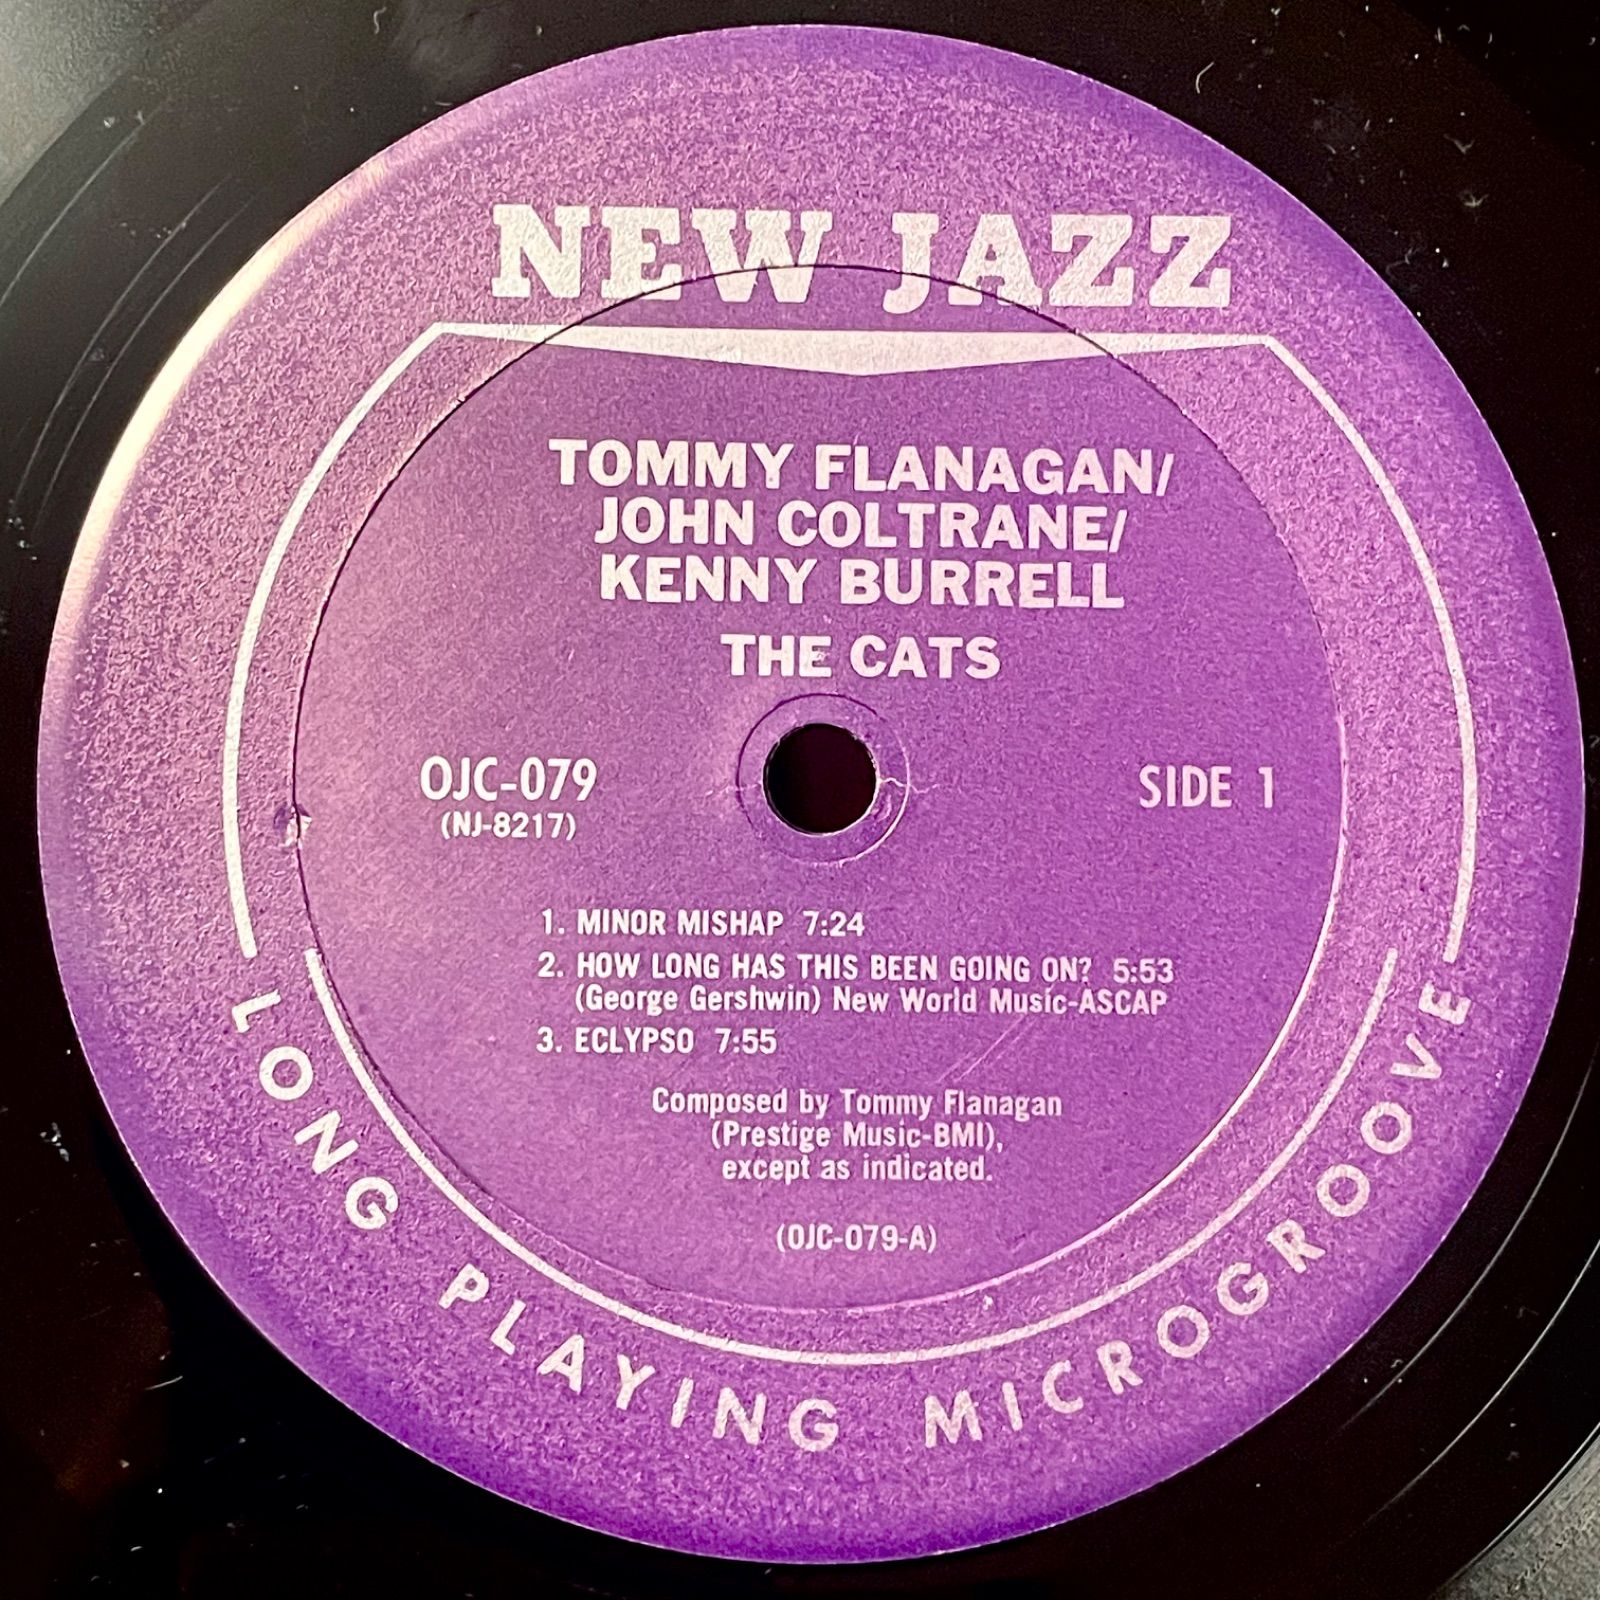 NEW JAZZ
TOMMY FLANAGAN/
JOHN COLTRANE/
KENNY BURRELL
THE CATS
OJC-079
(NJ-8217)
SIDE 1
1. MINOR MISHAP 7:24
2. HOW LONG HAS THIS BEEN GOING ON? 5:53
(George Gershwin) New World Music-ASCAP
3. ECLYPSO 7:55
Composed by Tommy Flanagan
(Prestige Music-BMI),
except as indicated.
(OJC-079-A)
LONG PLAYING MICROGROOVE